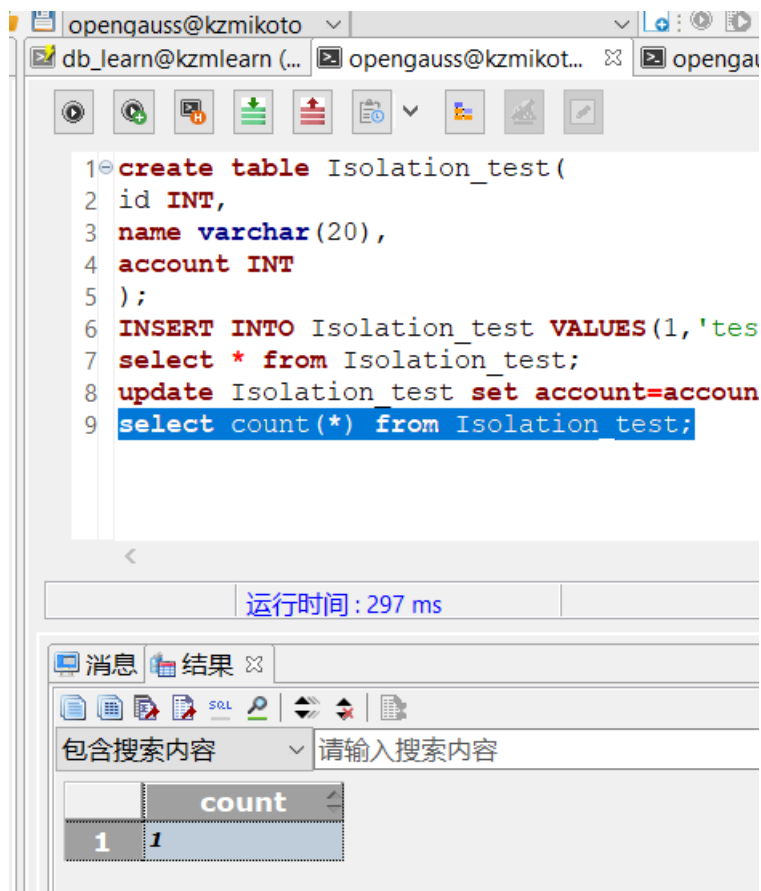 opengauss@kzmikoto
db_learn@kzmlearn (... opengauss@kzmikot... opengau
1 create table Isolation_test(
2 id INT,
3 name varchar(20),
4 account INT
5 );
6 INSERT INTO Isolation_test VALUES(1,'tes
7 select * from Isolation_test;
8 update Isolation_test set account=accoun
9 select count(*) from Isolation_test;
运行时间 : 297 ms
消息 结果
SQL
包含搜索内容 请输入搜索内容
count
1 1